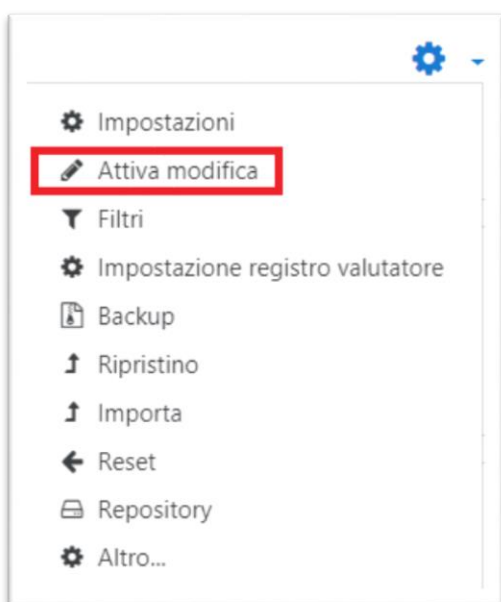 Impostazioni
Attiva modifica
Filtri
Impostazione registro valutatore
Backup
Ripristino
Importa
Reset
Repository
Altro...